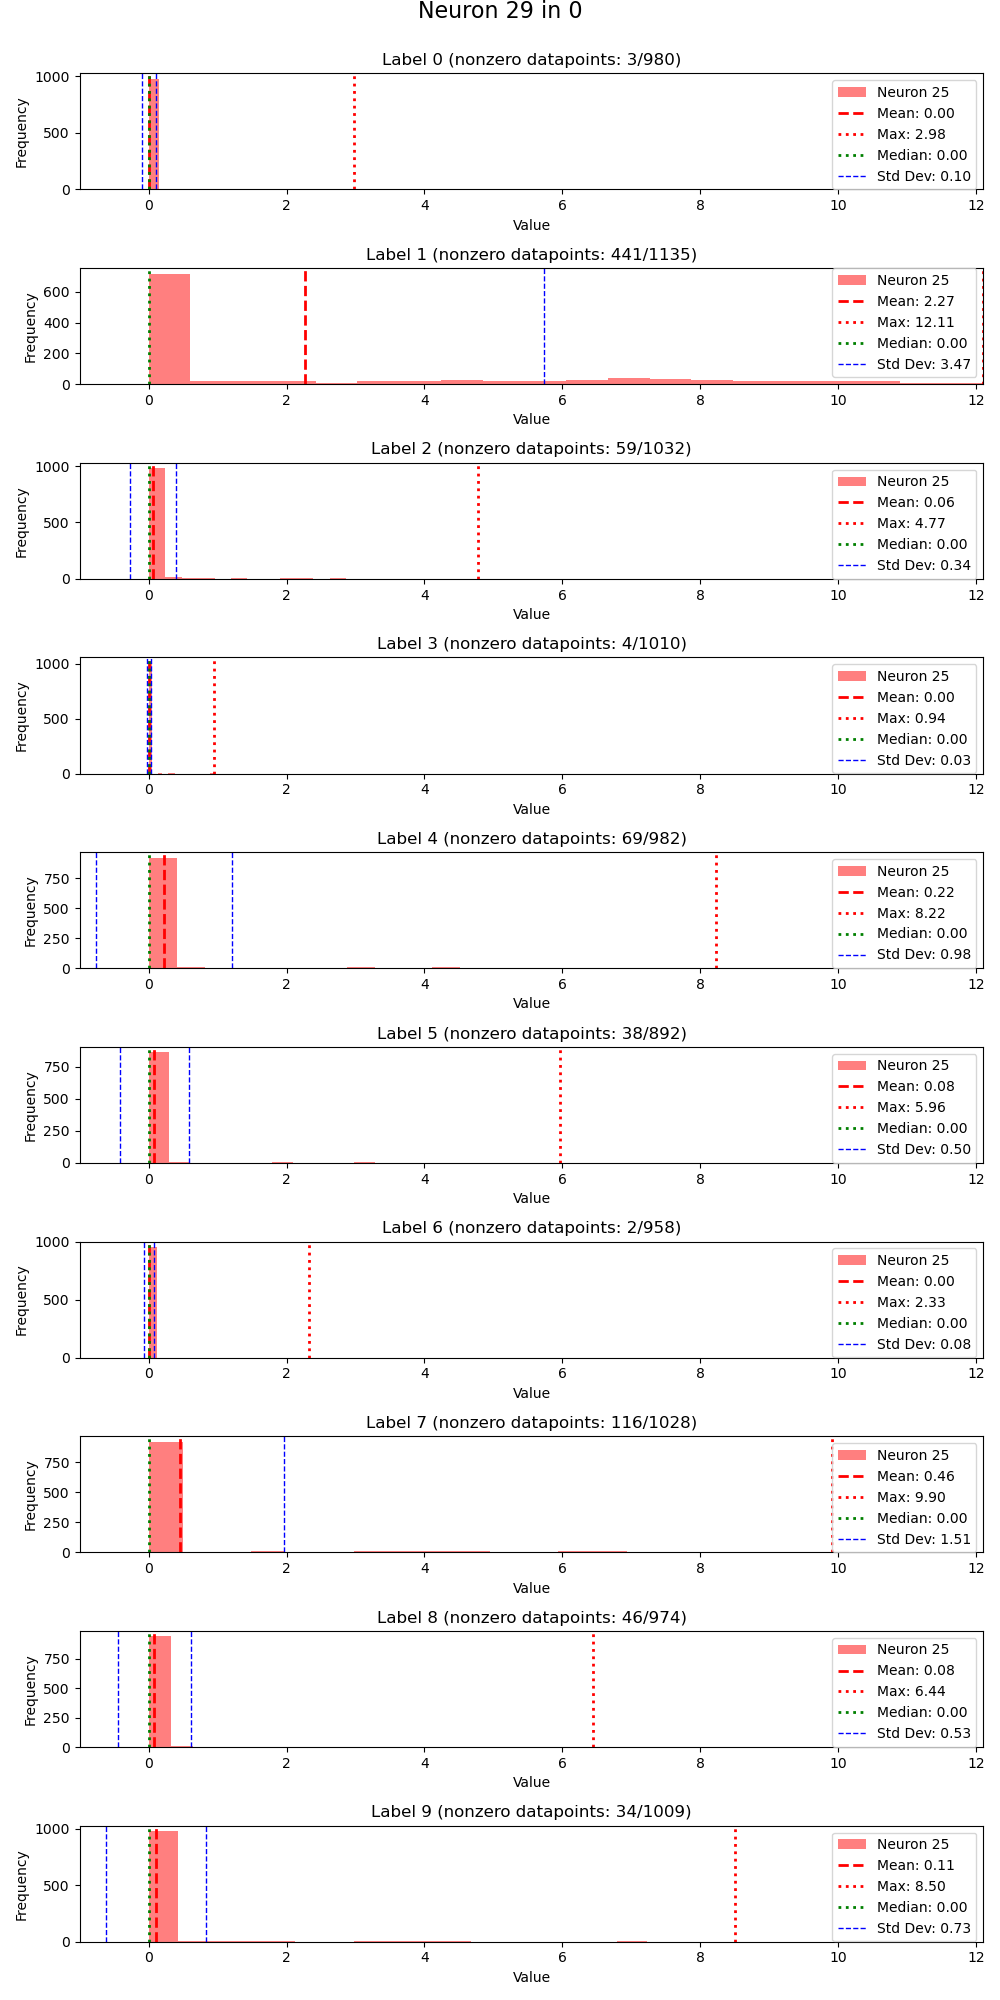 Neuron 29 in 0
Label 0 (nonzero datapoints: 3/980)
Frequency
1000
500
0
Neuron 25
Mean: 0.00
Max: 2.98
Median: 0.00
Std Dev: 0.10
0 2 4 6 8 10 12
Value
Label 1 (nonzero datapoints: 441/1135)
Frequency
600
400
200
0
Neuron 25
Mean: 2.27
Max: 12.11
Median: 0.00
Std Dev: 3.47
0 2 4 6 8 10 12
Value
Label 2 (nonzero datapoints: 59/1032)
Frequency
1000
500
0
Neuron 25
Mean: 0.06
Max: 4.77
Median: 0.00
Std Dev: 0.34
0 2 4 6 8 10 12
Value
Label 3 (nonzero datapoints: 4/1010)
Frequency
1000
500
0
Neuron 25
Mean: 0.00
Max: 0.94
Median: 0.00
Std Dev: 0.03
0 2 4 6 8 10 12
Value
Label 4 (nonzero datapoints: 69/982)
Frequency
750
500
250
0
Neuron 25
Mean: 0.22
Max: 8.22
Median: 0.00
Std Dev: 0.98
0 2 4 6 8 10 12
Value
Label 5 (nonzero datapoints: 38/892)
Frequency
750
500
250
0
Neuron 25
Mean: 0.08
Max: 5.96
Median: 0.00
Std Dev: 0.50
0 2 4 6 8 10 12
Value
Label 6 (nonzero datapoints: 2/958)
Frequency
1000
500
0
Neuron 25
Mean: 0.00
Max: 2.33
Median: 0.00
Std Dev: 0.08
0 2 4 6 8 10 12
Value
Label 7 (nonzero datapoints: 116/1028)
Frequency
750
500
250
0
Neuron 25
Mean: 0.46
Max: 9.90
Median: 0.00
Std Dev: 1.51
0 2 4 6 8 10 12
Value
Label 8 (nonzero datapoints: 46/974)
Frequency
750
500
250
0
Neuron 25
Mean: 0.08
Max: 6.44
Median: 0.00
Std Dev: 0.53
0 2 4 6 8 10 12
Value
Label 9 (nonzero datapoints: 34/1009)
Frequency
1000
500
0
Neuron 25
Mean: 0.11
Max: 8.50
Median: 0.00
Std Dev: 0.73
0 2 4 6 8 10 12
Value